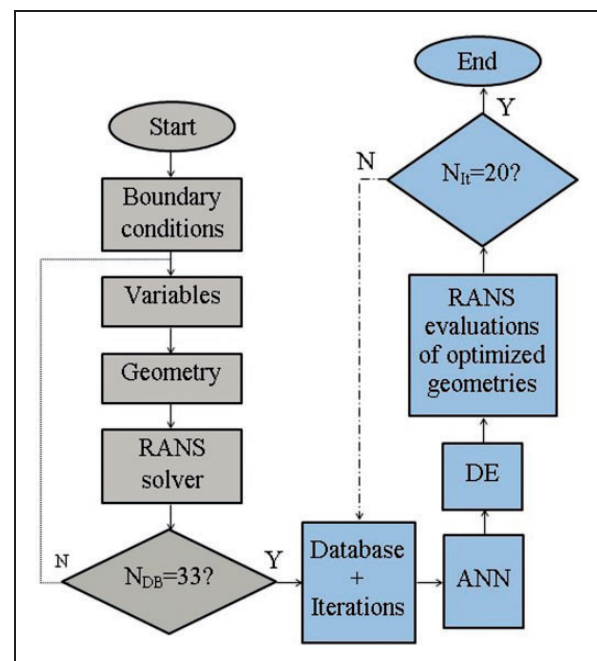 Start
Boundary
conditions
Variables
Geometry
RANS
solver
N_DB=33?
N
Y
Database
+
Iterations
ANN
DE
RANS
evaluations
of optimized
geometries
N_It=20?
N
Y
End